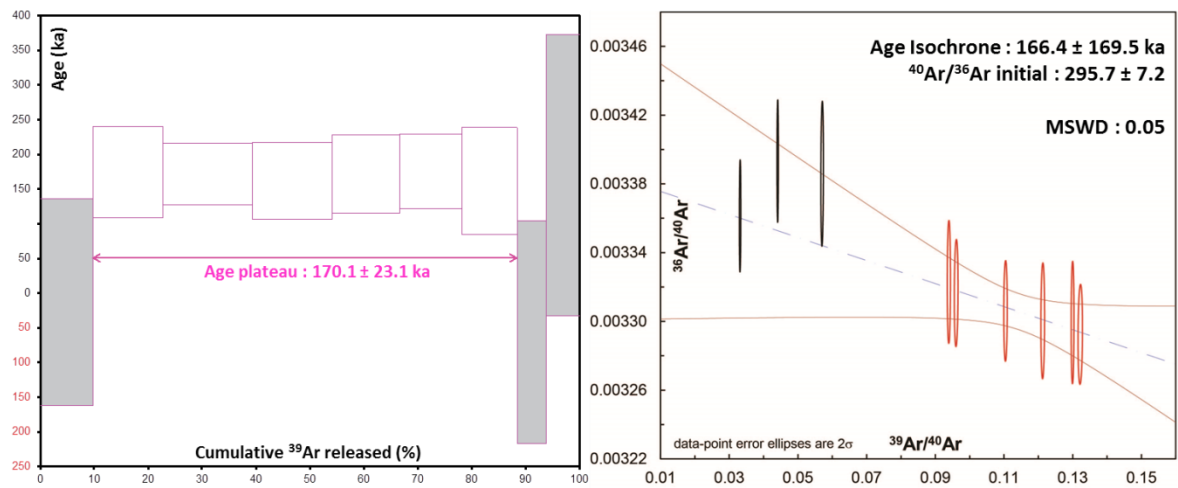 400
350
300
250
200
150
100
50
0
50
100
150
200
250
Age (ka)
Age plateau : 170.1 ± 23.1 ka
Cumulative ³⁹Ar released (%)
0 10 20 30 40 50 60 70 80 90 100
0.00346
0.00342
0.00338
0.00334
0.00330
0.00326
0.00322
³⁶Ar/⁴⁰Ar
Age Isochrone : 166.4 ± 169.5 ka
⁴⁰Ar/³⁶Ar initial : 295.7 ± 7.2
MSWD : 0.05
data-point error ellipses are 2σ
³⁹Ar/⁴⁰Ar
0.01 0.03 0.05 0.07 0.09 0.11 0.13 0.15